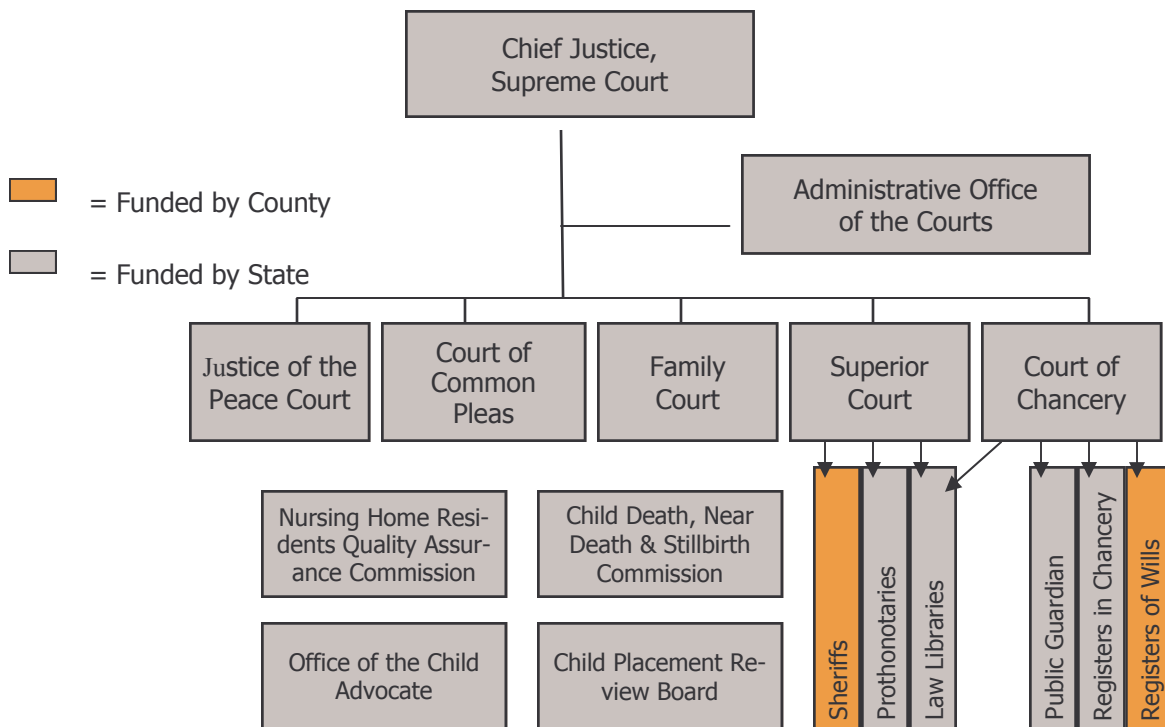 Chief Justice,
Supreme Court
Administrative Office
of the Courts
= Funded by County
= Funded by State
Justice of the
Peace Court
Court of
Common
Pleas
Family
Court
Superior
Court
Court of
Chancery
Nursing Home Resi-
dents Quality Assur-
ance Commission
Child Death, Near
Death & Stillbirth
Commission
Office of the Child
Advocate
Child Placement Re-
view Board
Sheriffs
Prothonotaries
Law Libraries
Public Guardian
Registers in Chancery
Registers of Wills